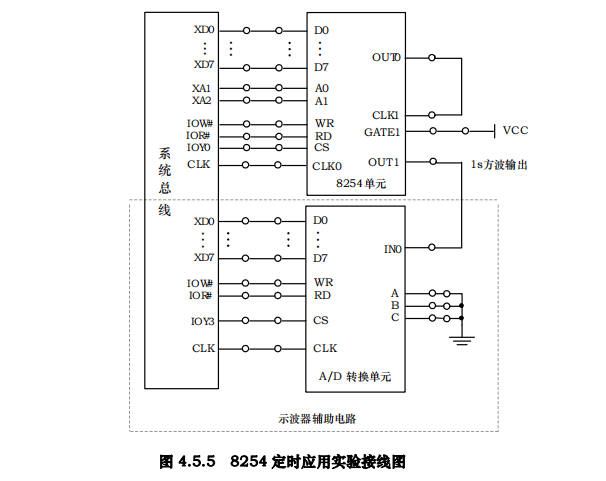 系统总线
XD0
XD7
XA1
XA2
IOW#
IOR#
IOY0
CLK
D0
D7
A0
A1
WR
RD
CS
CLK0
8254单元
OUT0
CLK1
GATE1
VCC
OUT1
1s方波输出
XD0
XD7
IOW#
IOR#
IOY3
CLK
D0
D7
WR
RD
CS
CLK
A/D 转换单元
IN0
A
B
C
示波器辅助电路
图 4.5.5 8254 定时应用实验接线图